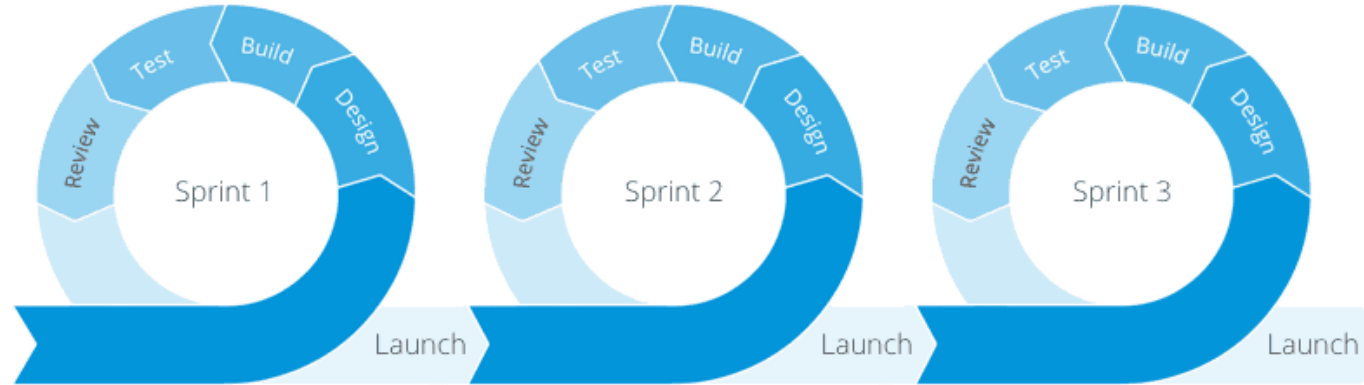 Test
Build
Design
Review
Sprint 1
Launch
Test
Build
Design
Review
Sprint 2
Launch
Test
Build
Design
Review
Sprint 3
Launch